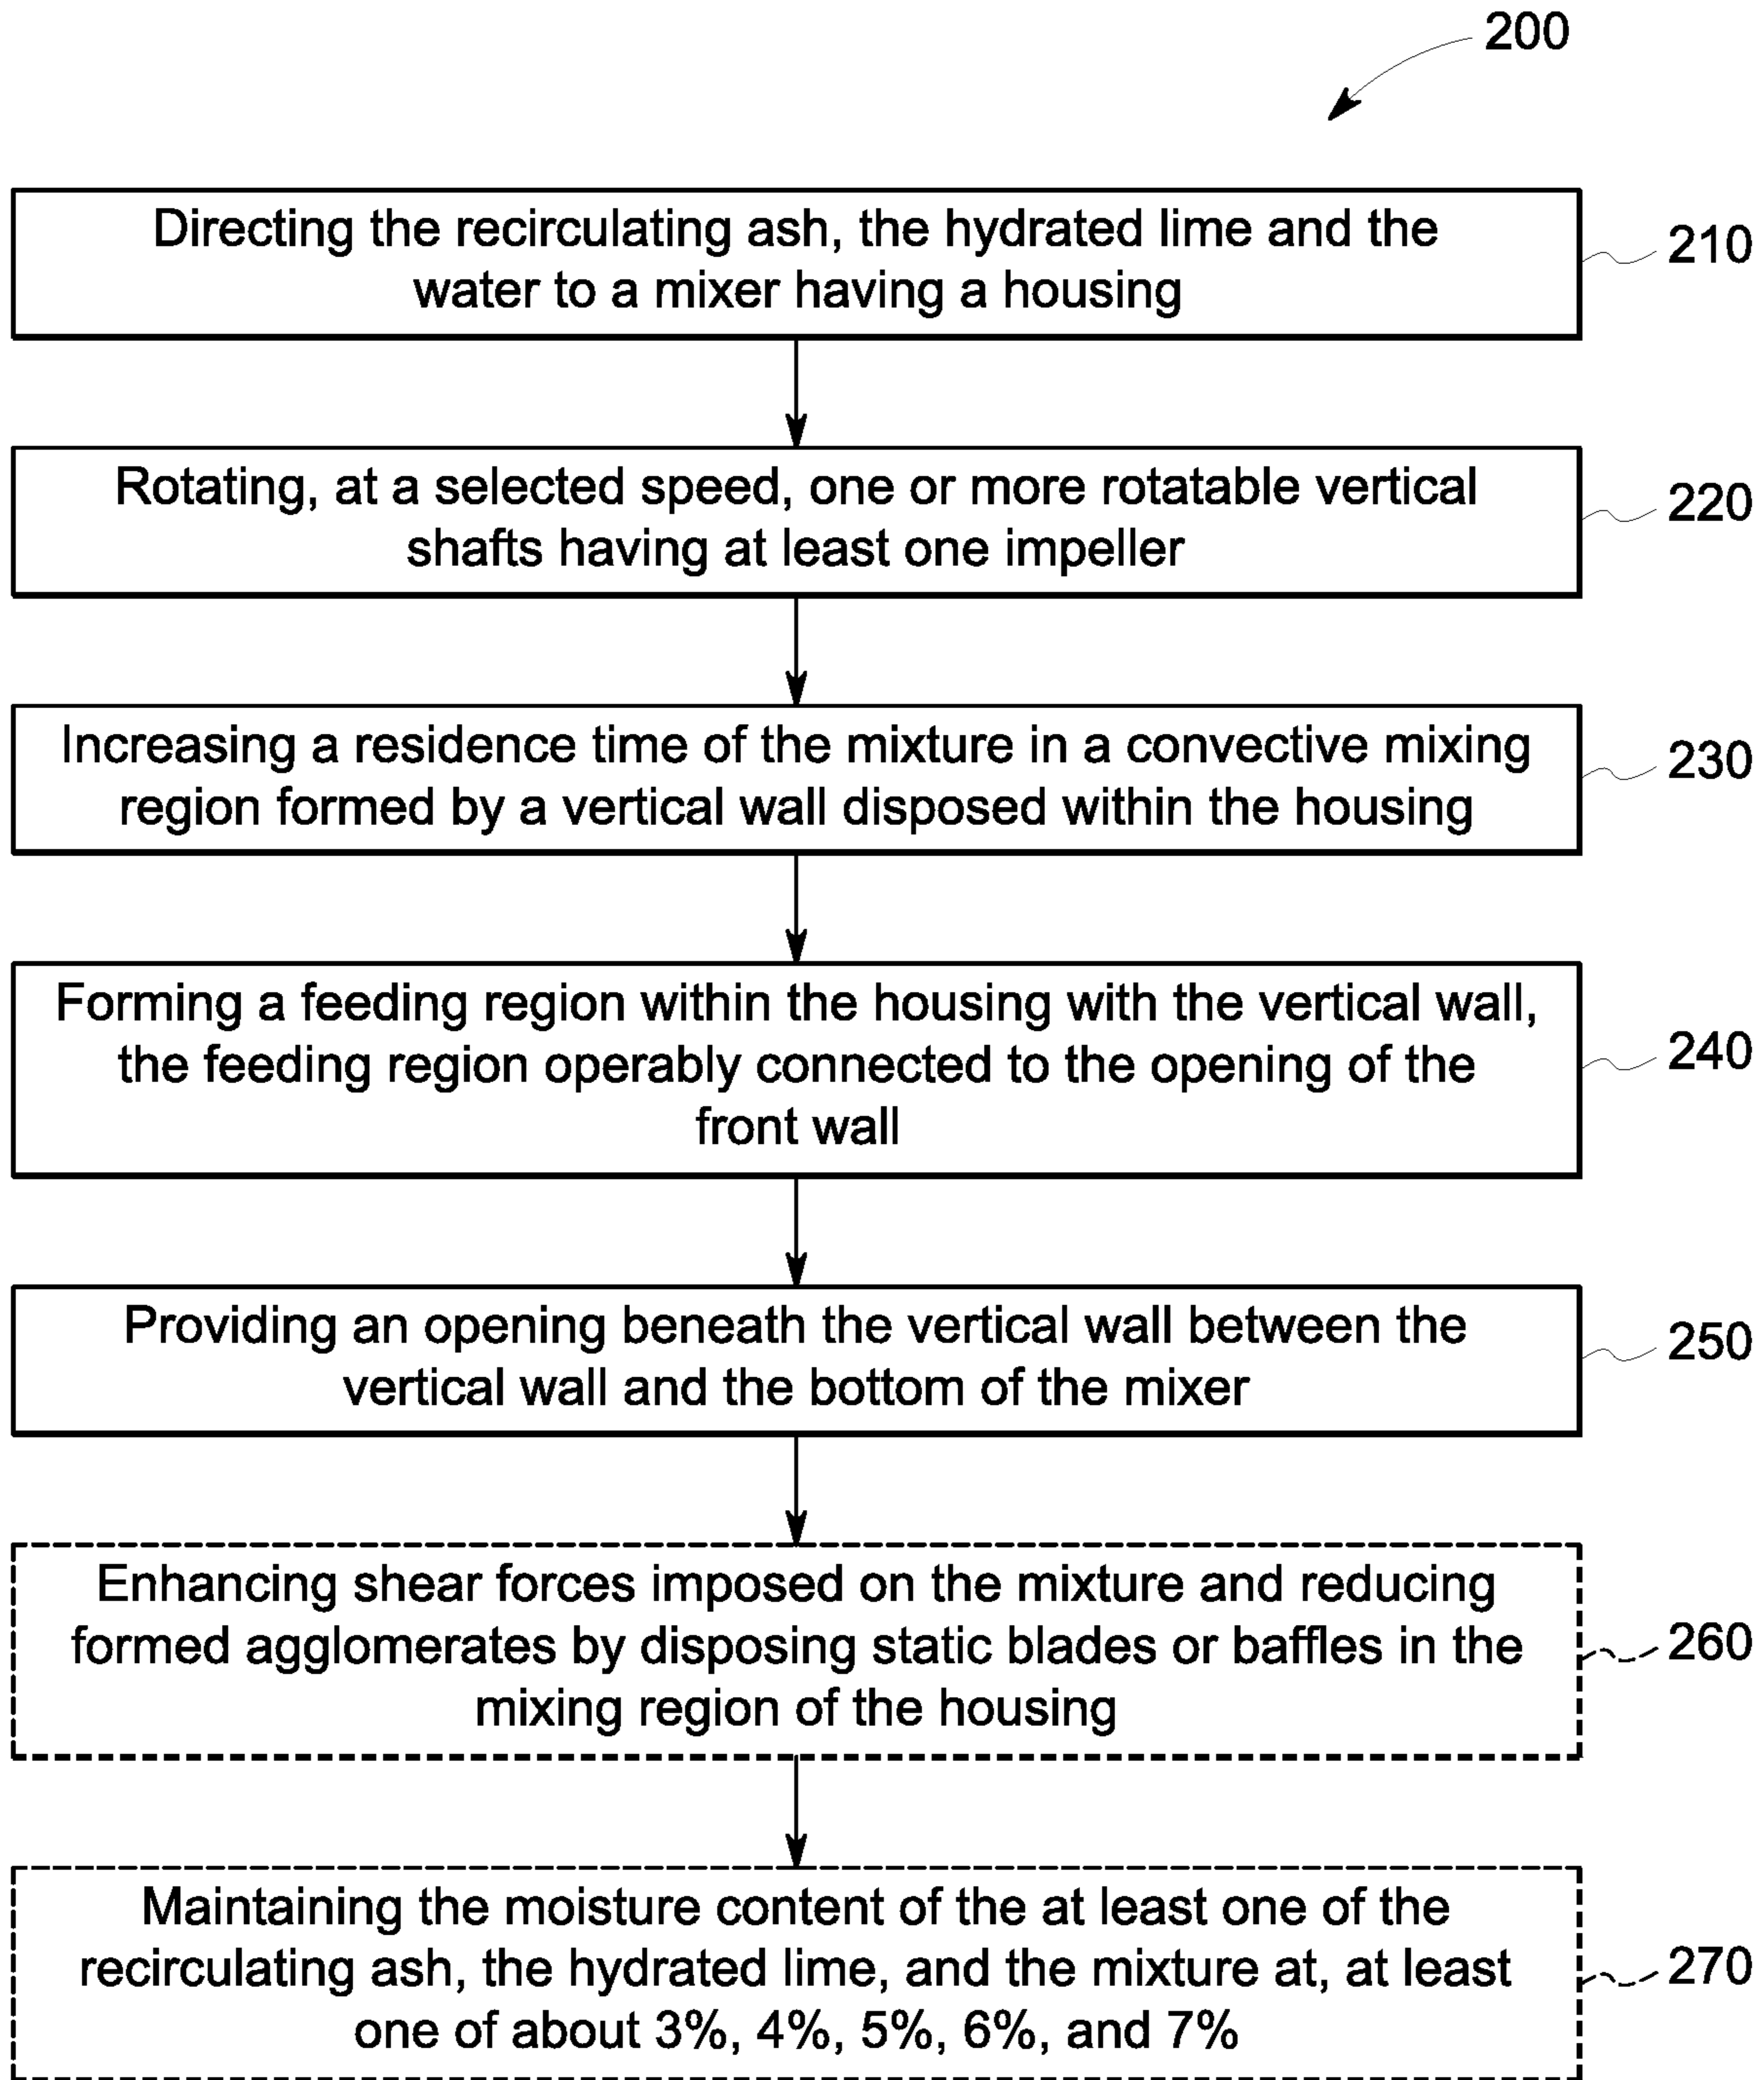 200
Directing the recirculating ash, the hydrated lime and the
water to a mixer having a housing
210
Rotating, at a selected speed, one or more rotatable vertical
shafts having at least one impeller
220
Increasing a residence time of the mixture in a convective mixing
region formed by a vertical wall disposed within the housing
230
Forming a feeding region within the housing with the vertical wall,
the feeding region operably connected to the opening of the
front wall
240
Providing an opening beneath the vertical wall between the
vertical wall and the bottom of the mixer
250
Enhancing shear forces imposed on the mixture and reducing
formed agglomerates by disposing static blades or baffles in the
mixing region of the housing
260
Maintaining the moisture content of the at least one of the
recirculating ash, the hydrated lime, and the mixture at, at least
one of about 3%, 4%, 5%, 6%, and 7%
270